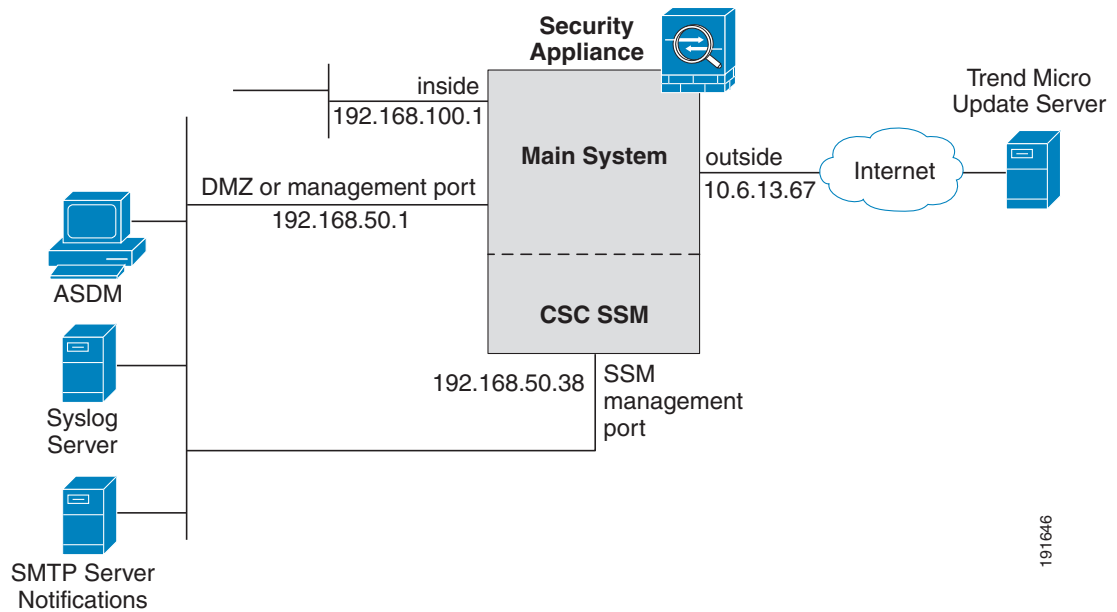 Security
Appliance
Trend Micro
Update Server
inside
192.168.100.1
Main System
outside
10.6.13.67
Internet
DMZ or management port
192.168.50.1
ASDM
CSC SSM
192.168.50.38
SSM
management
port
Syslog
Server
SMTP Server
Notifications
191646